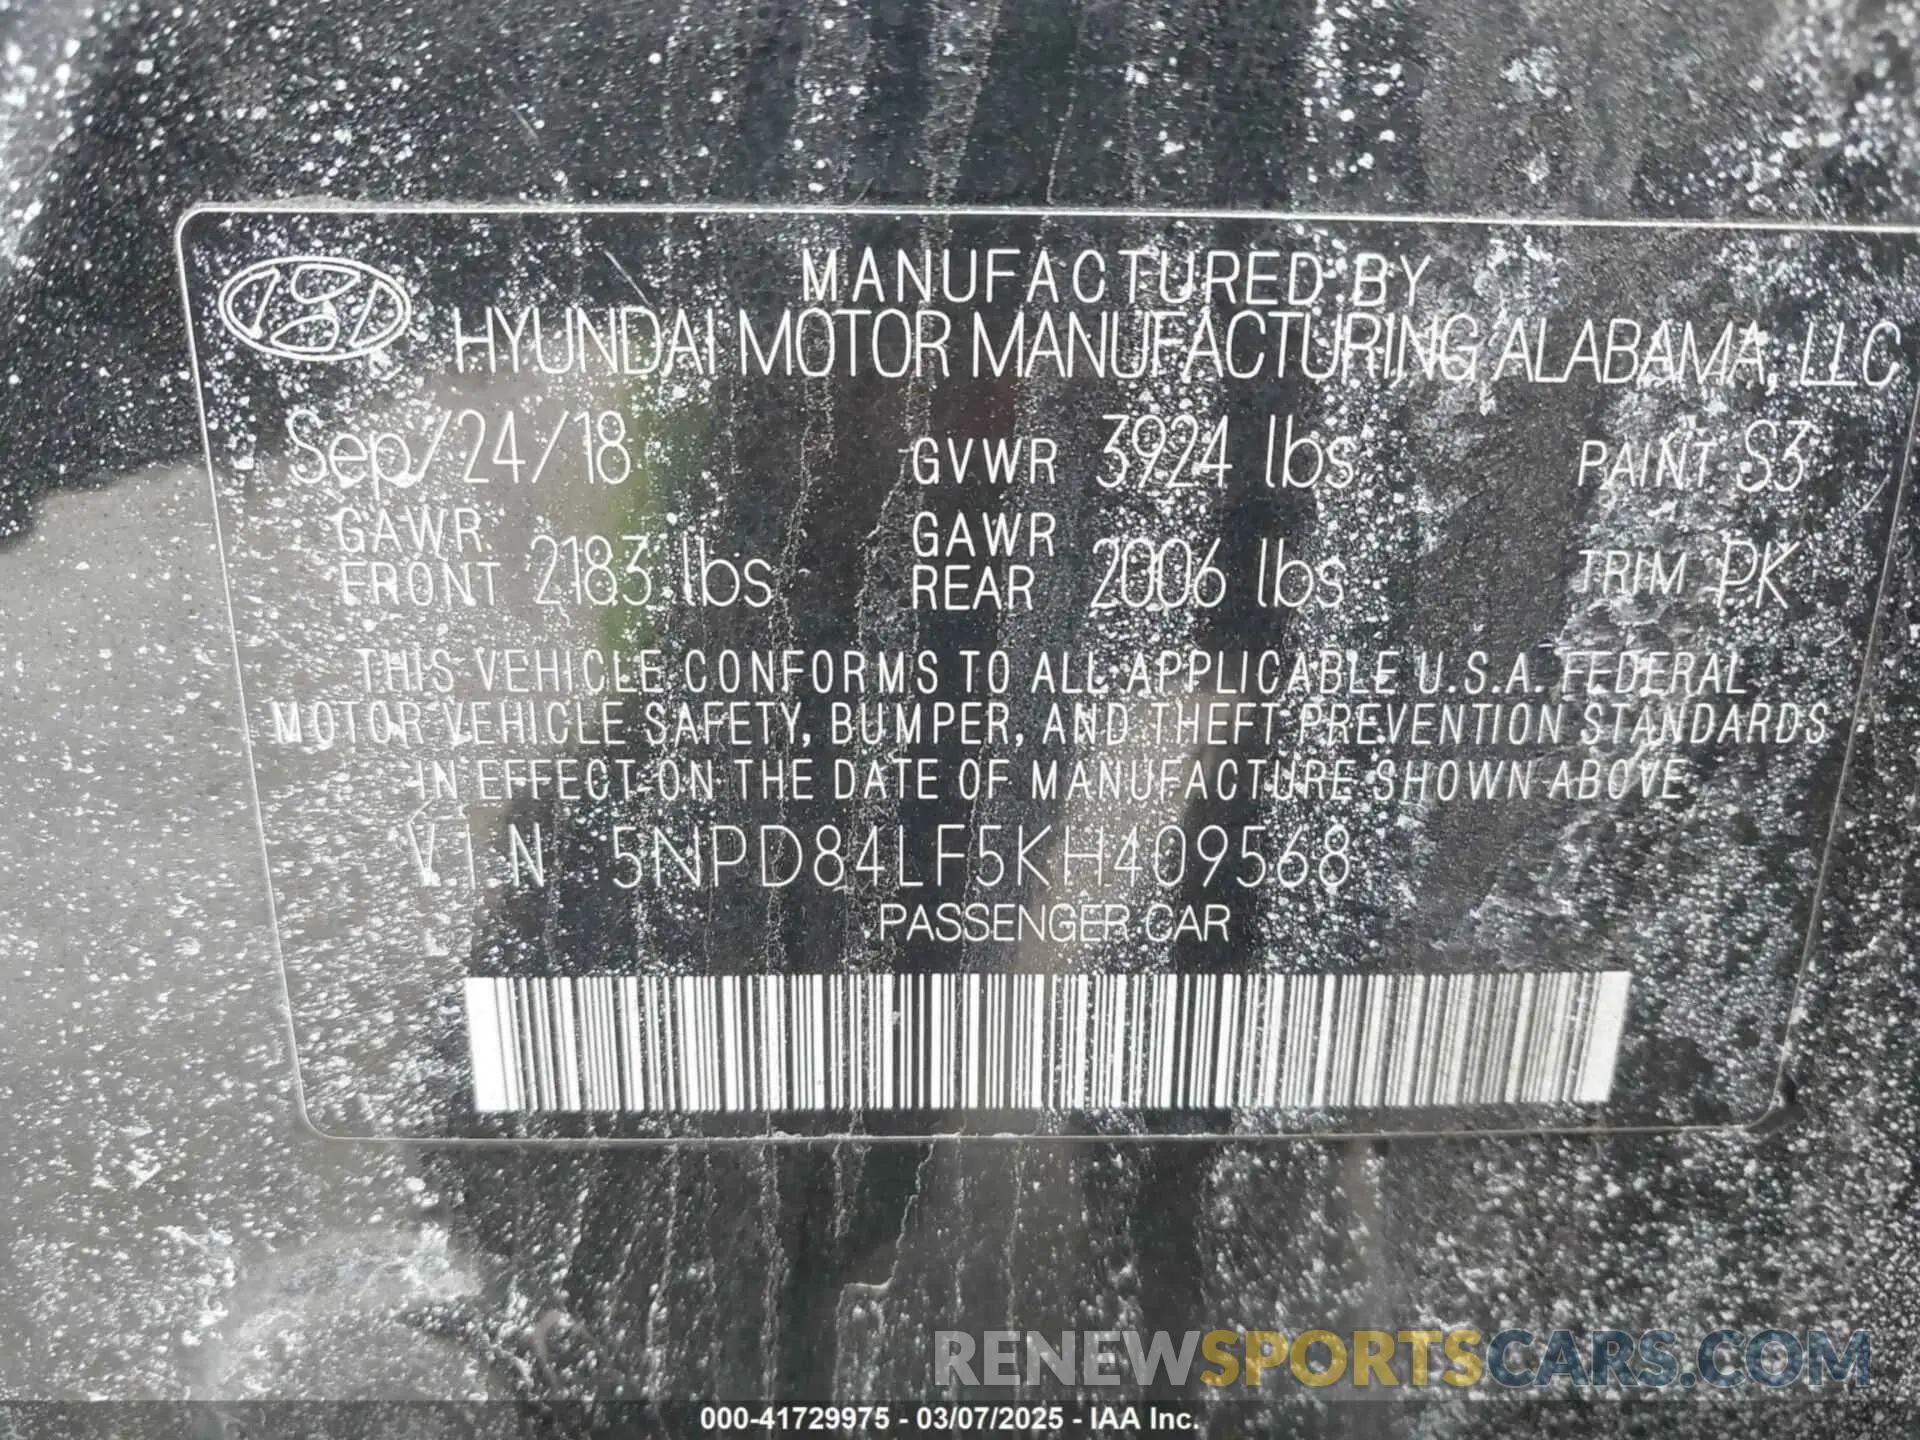 MANUFACTURED BY
HYUNDAI MOTOR MANUFACTURING ALABAMA, LLC
Sep/24/18 GVWR 3924 lbs PAINT S3
GAWR FRONT 2183 lbs GAWR REAR 2006 lbs TRIM PK
THIS VEHICLE CONFORMS TO ALL APPLICABLE U.S.A. FEDERAL
MOTOR VEHICLE SAFETY, BUMPER, AND THEFT PREVENTION STANDARDS
IN EFFECT ON THE DATE OF MANUFACTURE SHOWN ABOVE
VIN 5NPD84LF5KH409568
PASSENGER CAR
RENEWSPORTSCARS.COM
000-41729975 - 03/07/2025 - IAA Inc.